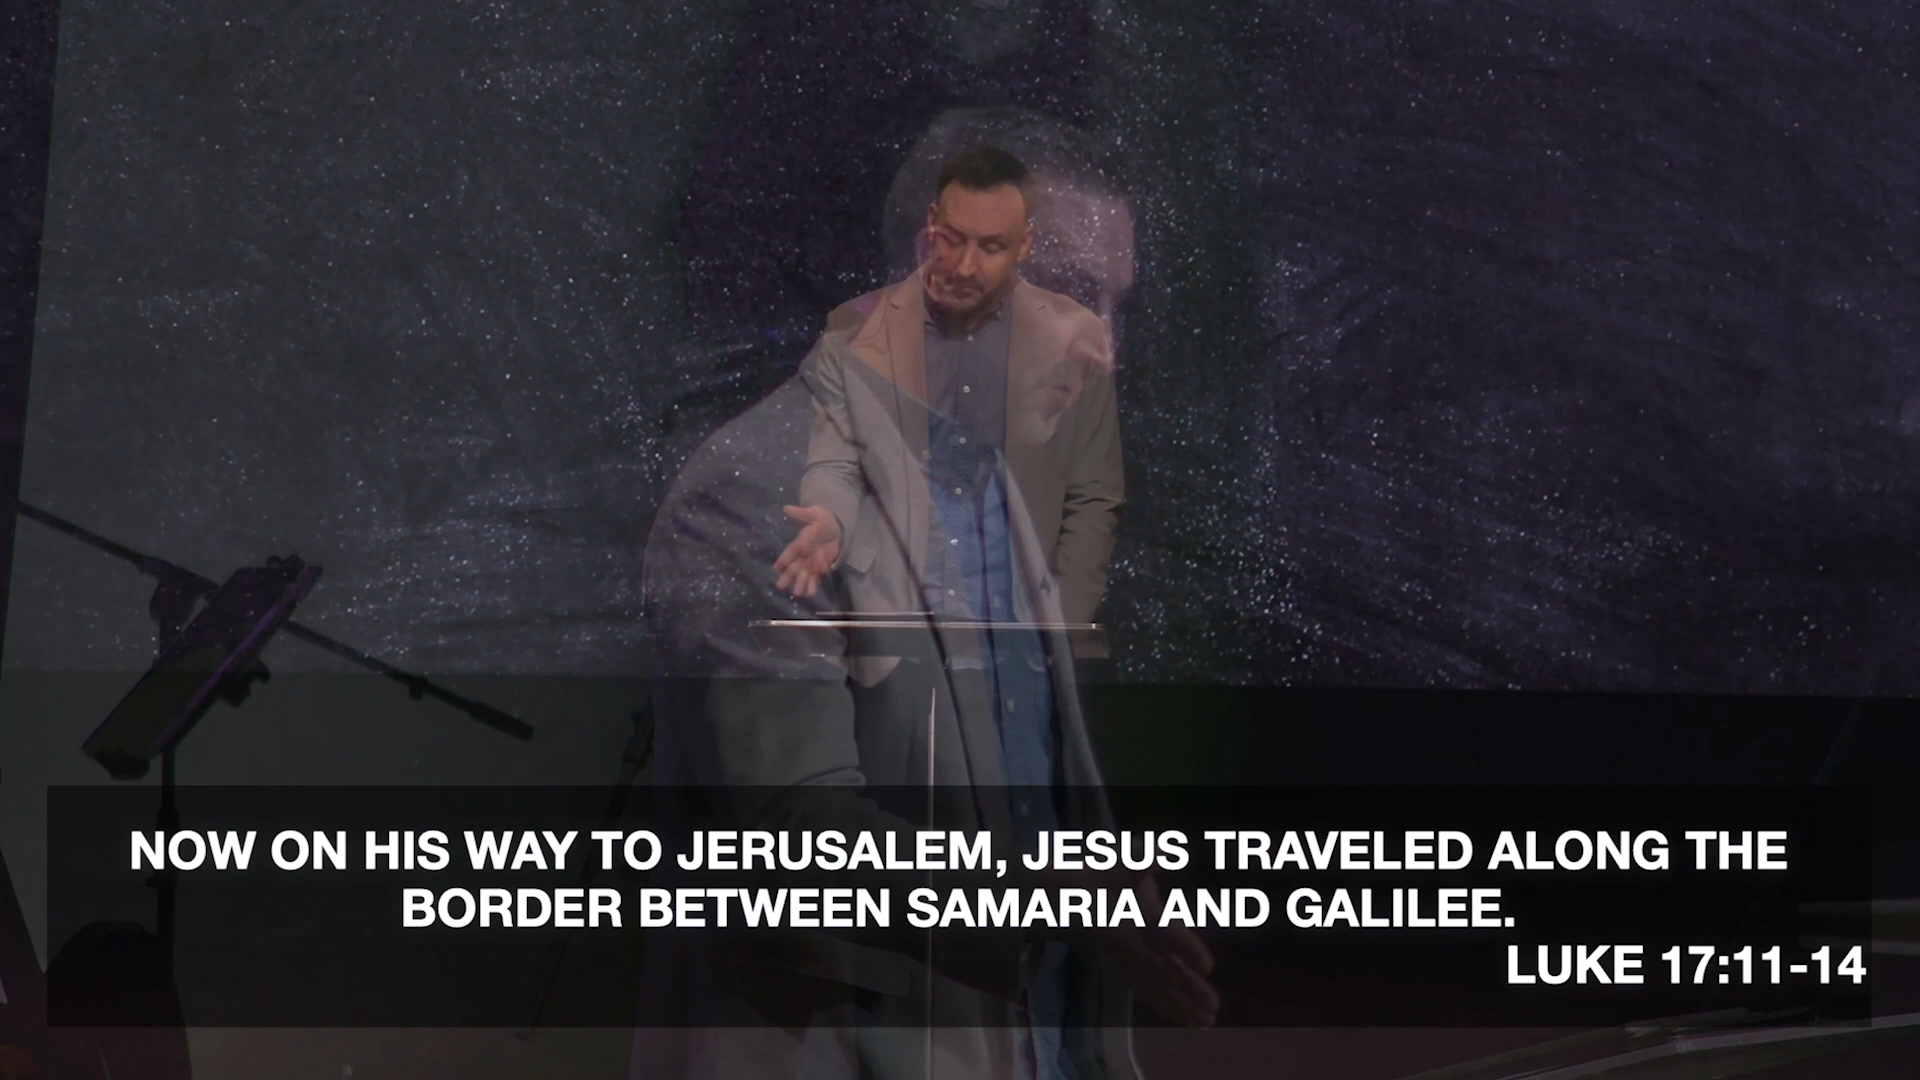 NOW ON HIS WAY TO JERUSALEM, JESUS TRAVELED ALONG THE
BORDER BETWEEN SAMARIA AND GALILEE.
LUKE 17:11-14